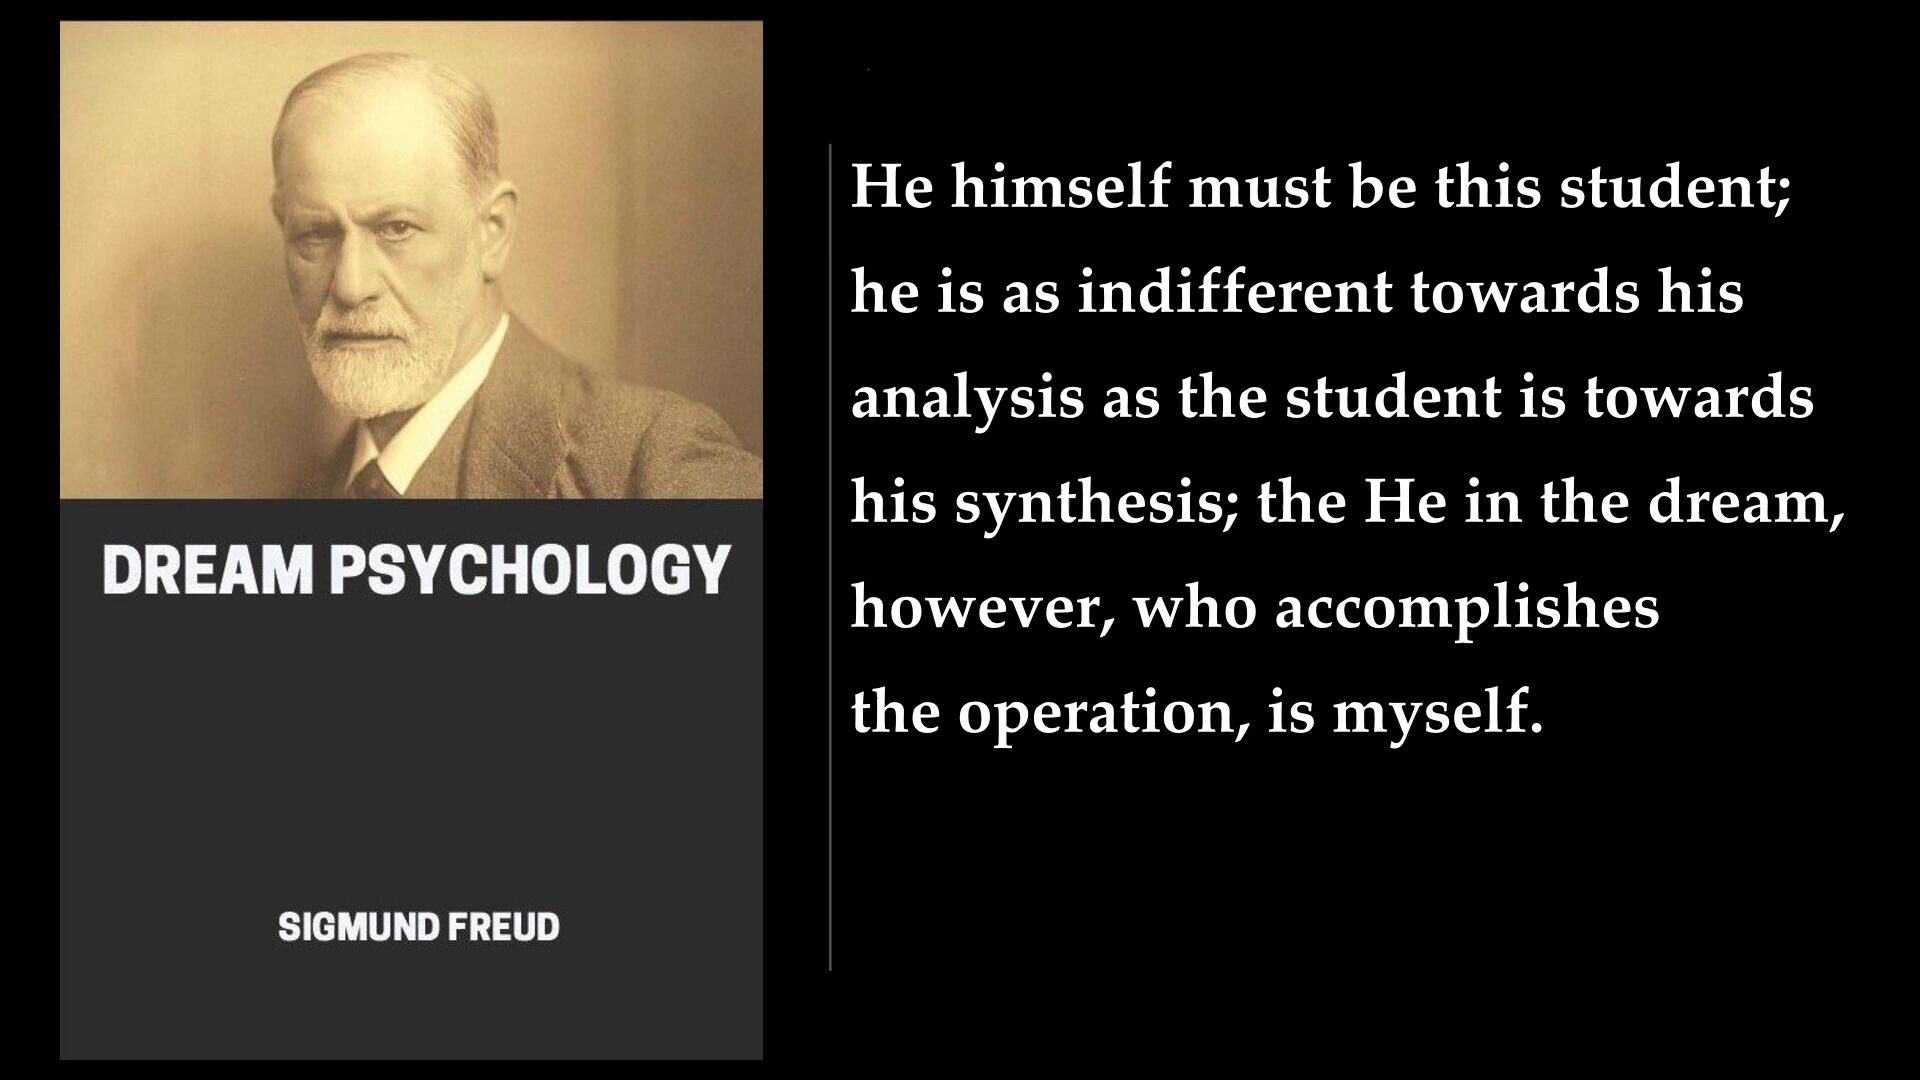 DREAM PSYCHOLOGY
SIGMUND FREUD
He himself must be this student;
he is as indifferent towards his
analysis as the student is towards
his synthesis; the He in the dream,
however, who accomplishes
the operation, is myself.